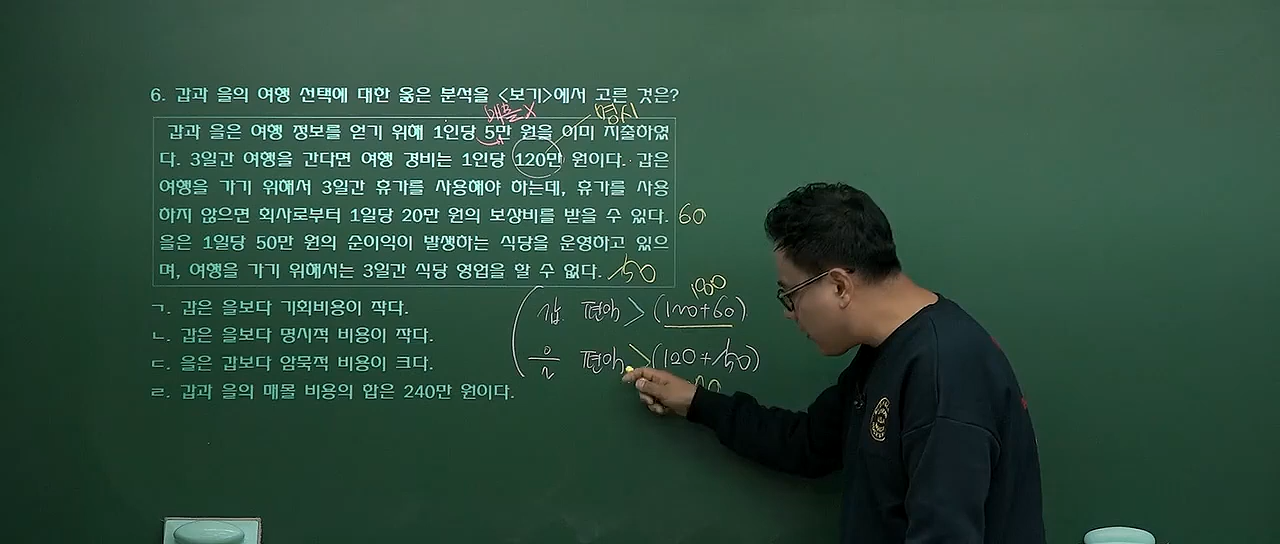 6. 갑과 을의 여행 선택에 대한 옳은 분석을 <보기>에서 고른 것은?
매몰X 명시
갑과 을은 여행 정보를 얻기 위해 1인당 5만 원을 이미 지출하였
다. 3일간 여행을 간다면 여행 경비는 1인당 120만 원이다. 갑은
여행을 가기 위해서 3일간 휴가를 사용해야 하는데, 휴가를 사용
하지 않으면 회사로부터 1일당 20만 원의 보상비를 받을 수 있다. 60
을은 1일당 50만 원의 순이익이 발생하는 식당을 운영하고 있으
며, 여행을 가기 위해서는 3일간 식당 영업을 할 수 없다. 150
180
ㄱ. 갑은 을보다 기회비용이 작다.
갑 편익 > (120+60)
ㄴ. 갑은 을보다 명시적 비용이 작다.
ㄷ. 을은 갑보다 암묵적 비용이 크다.
을 편익 > (120+150)
ㄹ. 갑과 을의 매몰 비용의 합은 240만 원이다.